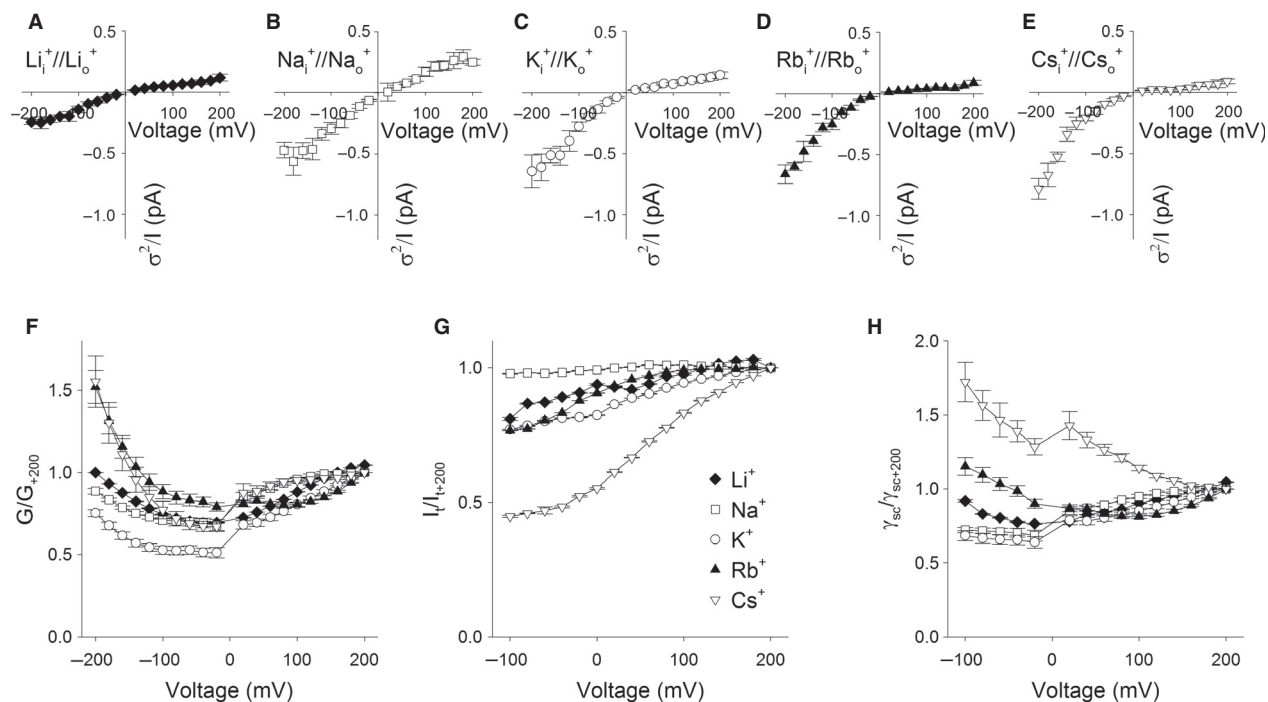 A
B
C
D
E
Li⁺ᵢ//Li⁺ₒ
Na⁺ᵢ//Na⁺ₒ
K⁺ᵢ//K⁺ₒ
Rb⁺ᵢ//Rb⁺ₒ
Cs⁺ᵢ//Cs⁺ₒ
0.5
−200 −100 100 200
Voltage (mV)
−0.5
−1.0
σ²/I (pA)
0.5
−200 −100 100 200
Voltage (mV)
−0.5
−1.0
σ²/I (pA)
0.5
−200 −100 100 200
Voltage (mV)
−0.5
−1.0
σ²/I (pA)
0.5
−200 −100 100 200
Voltage (mV)
−0.5
−1.0
σ²/I (pA)
0.5
−200 −100 100 200
Voltage (mV)
−0.5
−1.0
σ²/I (pA)
F
G/G₊₂₀₀
1.5
1.0
0.5
0.0
−200 −100 0 100 200
Voltage (mV)
G
Iₜ/Iₜ₊₂₀₀
1.0
0.5
0.0
Li⁺
Na⁺
K⁺
Rb⁺
Cs⁺
−100 0 100 200
Voltage (mV)
H
γsc/γsc+200
2.0
1.5
1.0
0.5
0.0
−100 0 100 200
Voltage (mV)